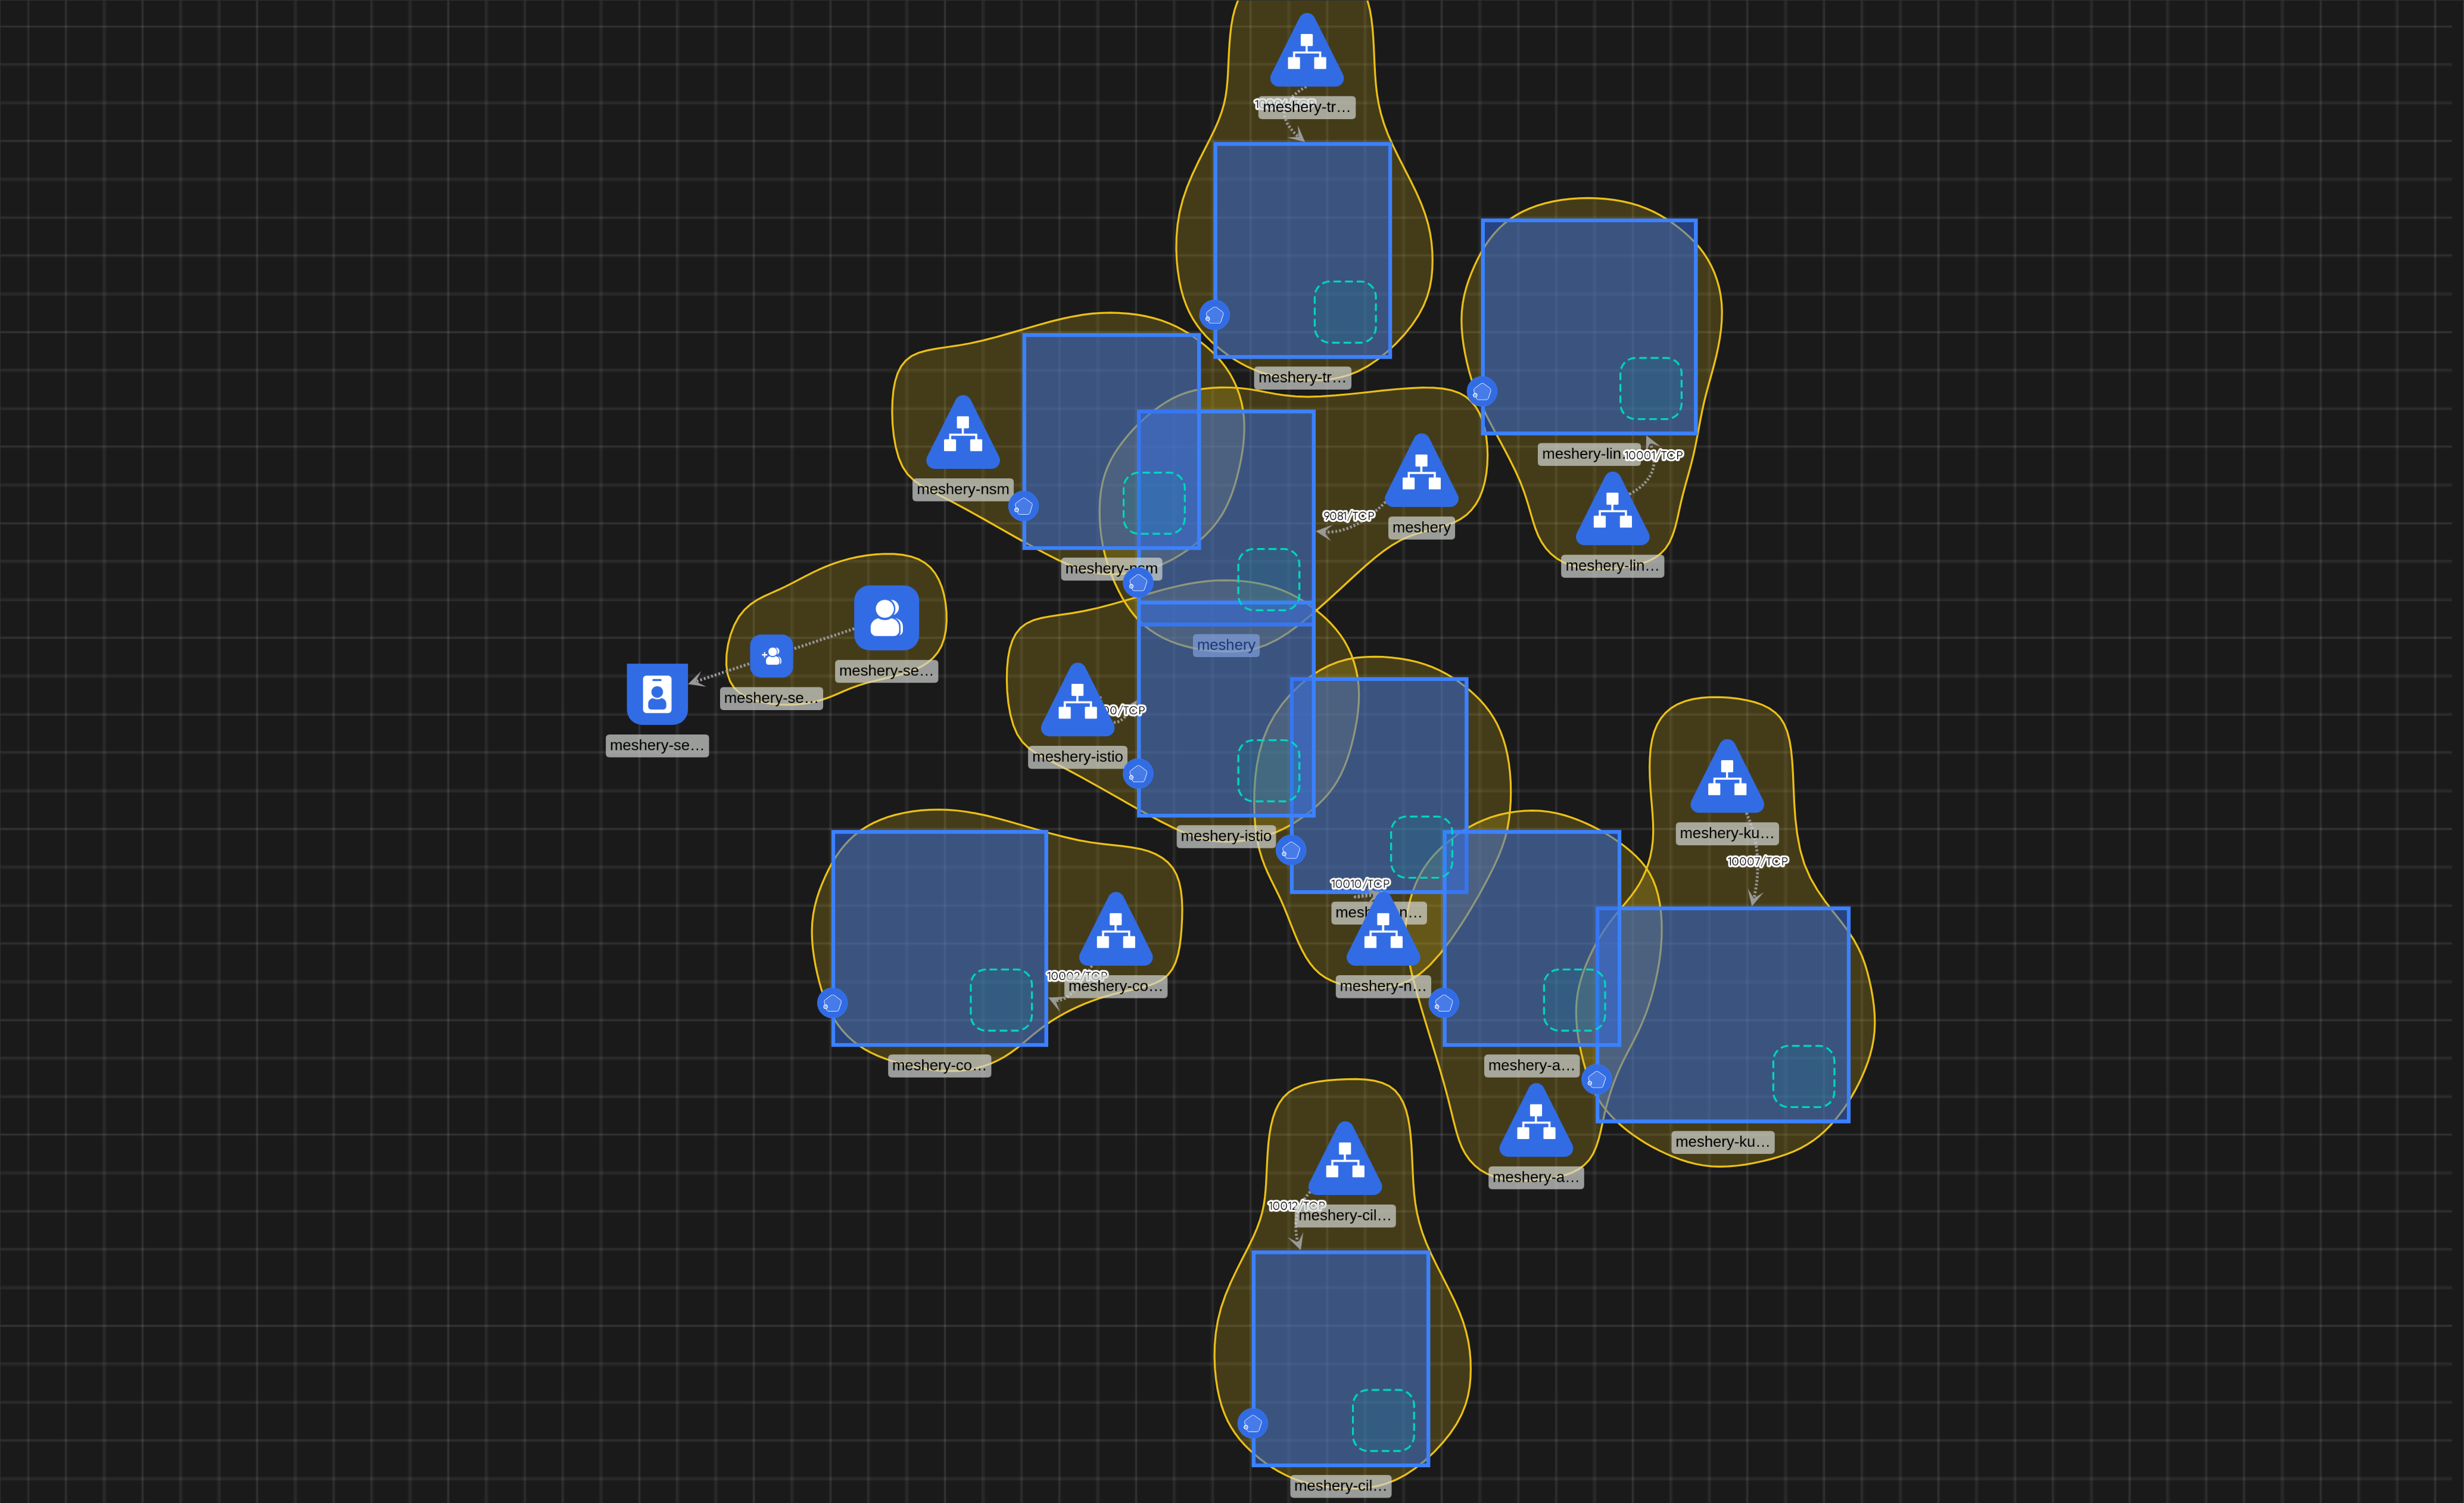 meshery-tr…
meshery-tr…
meshery-lin…
10001/TCP
meshery-lin…
meshery-nsm
meshery-nsm
9081/TCP
meshery
meshery
meshery-se…
meshery-se…
meshery-se…
meshery-istio
meshery-istio
10010/TCP
meshery-n…
meshery-ku…
10007/TCP
meshery-ku…
10002/TCP
meshery-co…
meshery-co…
meshery-a…
meshery-a…
10012/TCP
meshery-cil…
meshery-cil…